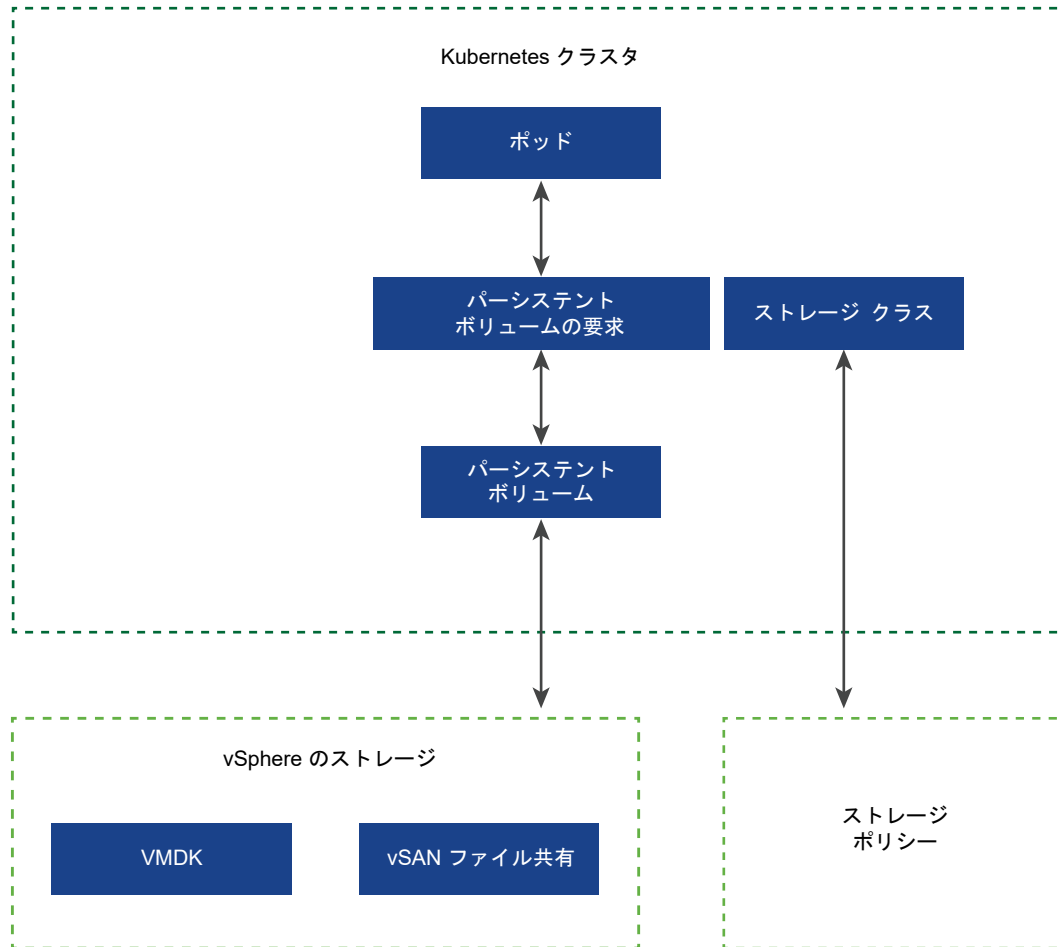 Kubernetes クラスタ
ポッド
パーシステント
ボリュームの要求
ストレージ クラス
パーシステント
ボリューム
vSphere のストレージ
VMDK
vSAN ファイル共有
ストレージ
ポリシー